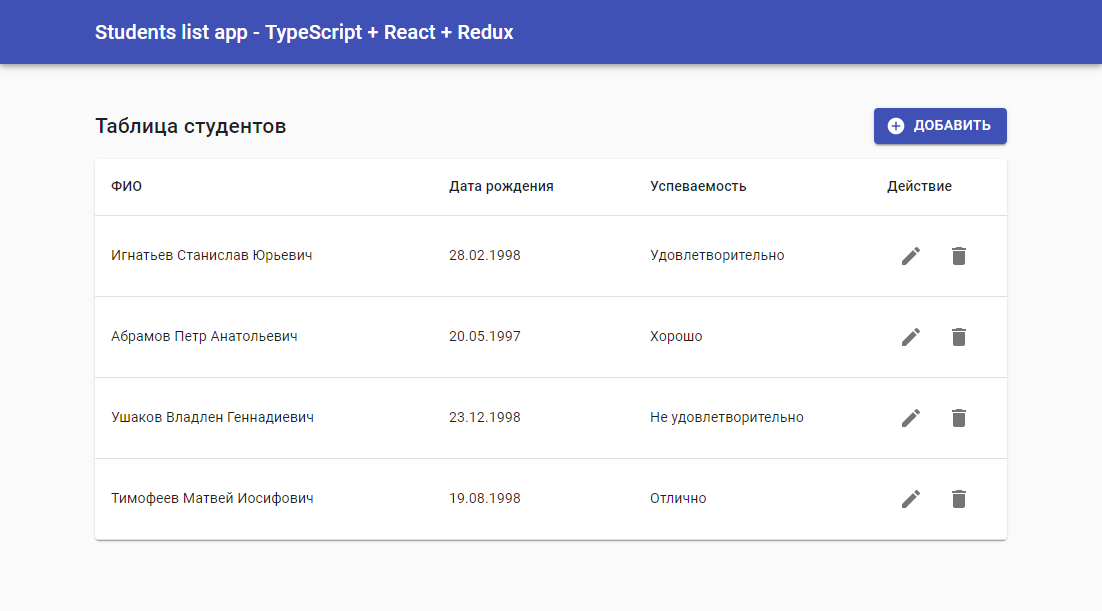 Students list app - TypeScript + React + Redux
Таблица студентов
ДОБАВИТЬ
ФИО Дата рождения Успеваемость Действие
Игнатьев Станислав Юрьевич 28.02.1998 Удовлетворительно
Абрамов Петр Анатольевич 20.05.1997 Хорошо
Ушаков Владлен Геннадиевич 23.12.1998 Не удовлетворительно
Тимофеев Матвей Иосифович 19.08.1998 Отлично